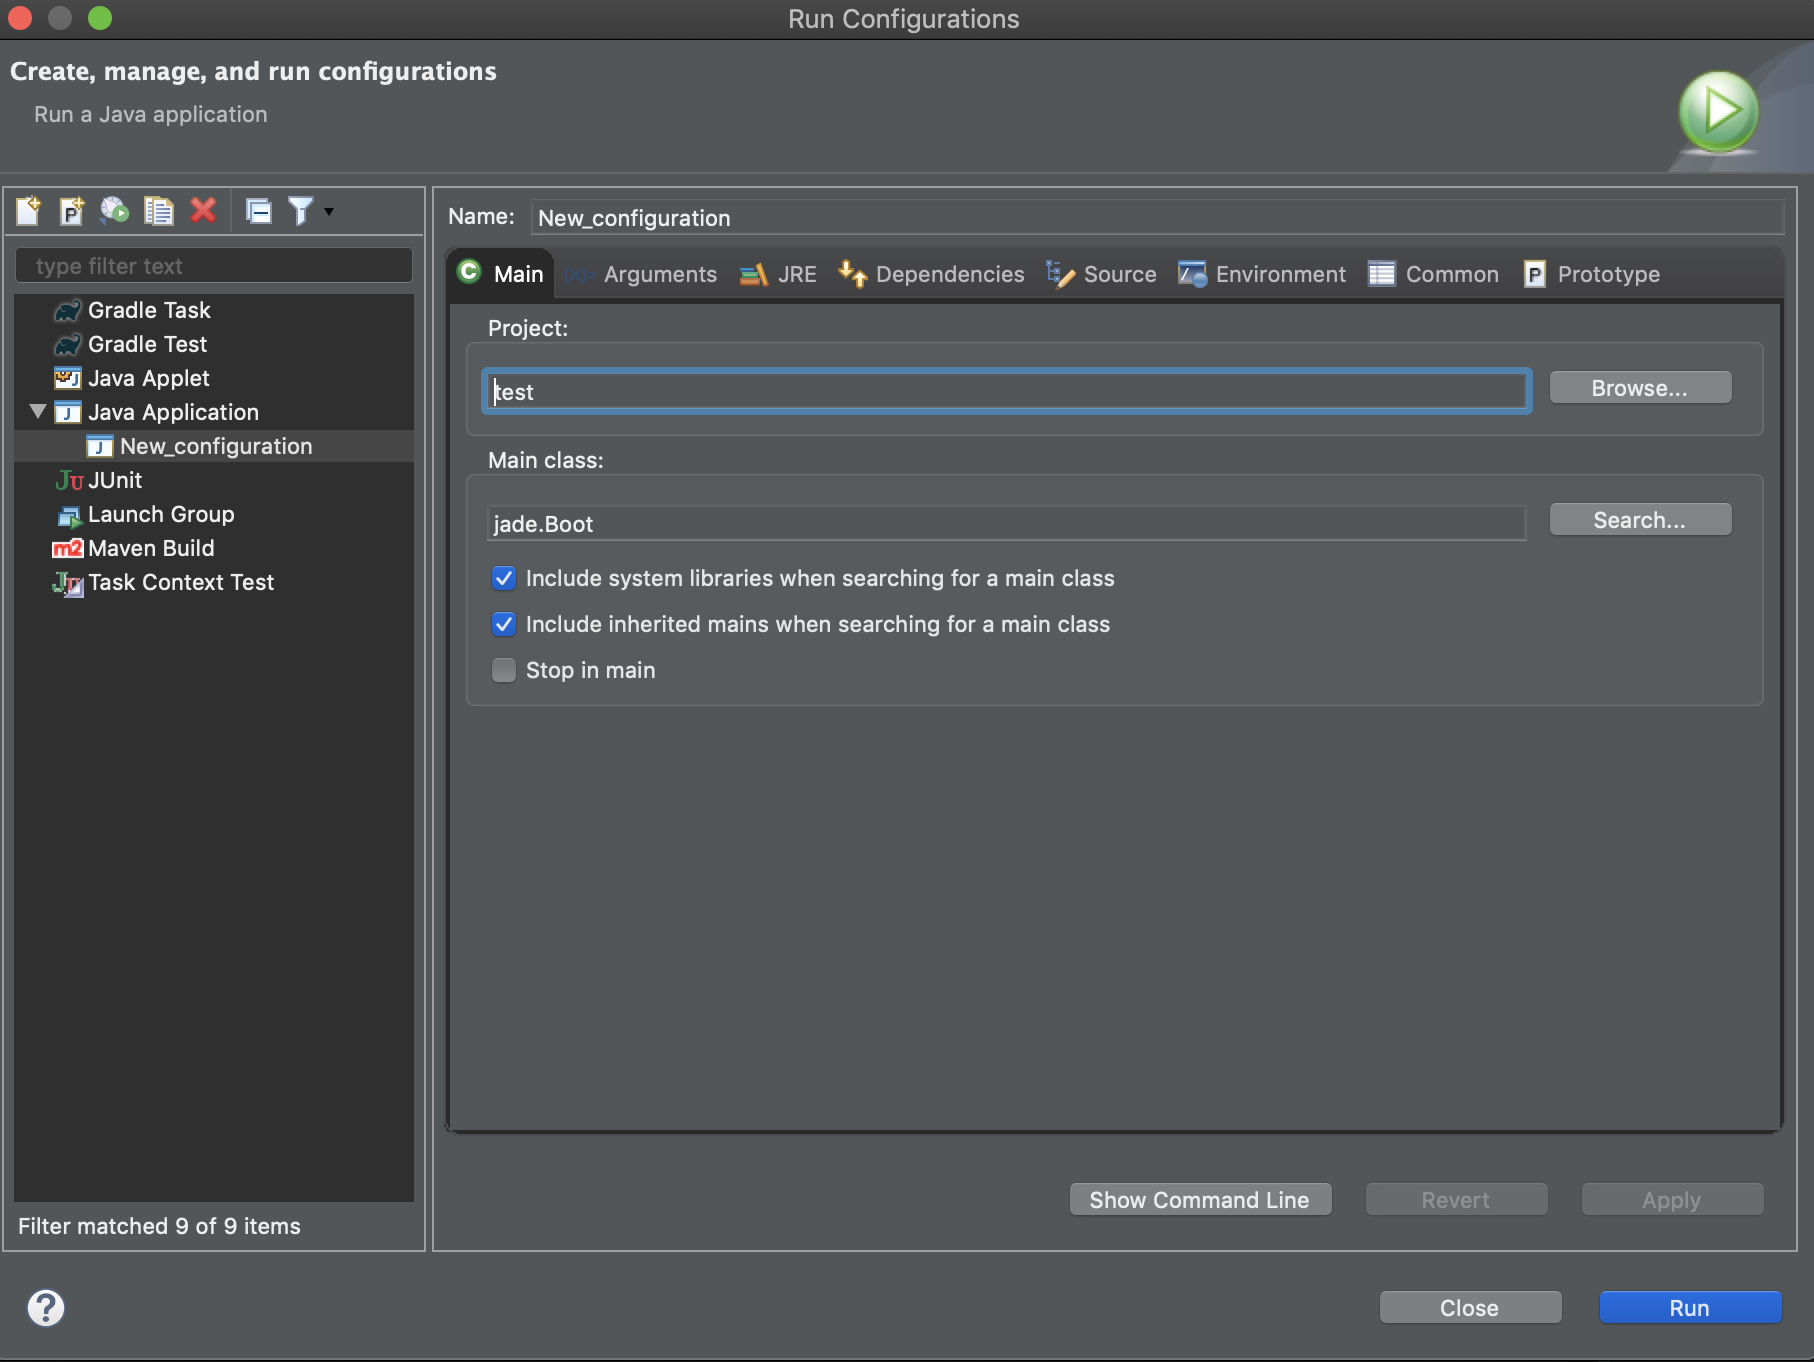 Run Configurations
Create, manage, and run configurations
Run a Java application
type filter text
Gradle Task
Gradle Test
Java Applet
Java Application
New_configuration
JUnit
Launch Group
Maven Build
Task Context Test
Filter matched 9 of 9 items
Name: New_configuration
Main Arguments JRE Dependencies Source Environment Common Prototype
Project:
test Browse...
Main class:
jade.Boot Search...
Include system libraries when searching for a main class
Include inherited mains when searching for a main class
Stop in main
Show Command Line Revert Apply
Close Run